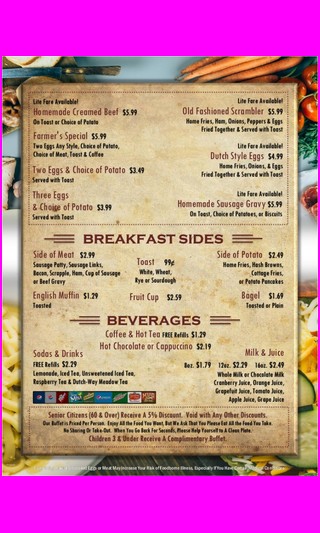 Lite Fare Available!
Homemade Creamed Beef $5.99
On Toast or Choice of Potato
Farmer's Special $5.99
Two Eggs Any Style, Choice of Potato,
Choice of Meat, Toast & Coffee
Two Eggs & Choice of Potato $3.49
Served with Toast
Three Eggs
& Choice of Potato $3.99
Served with Toast
Lite Fare Available!
Old Fashioned Scrambler $5.99
Home Fries, Ham, Onions, Peppers & Eggs
Fried Together & Served with Toast
Lite Fare Available!
Dutch Style Eggs $4.99
Home Fries, Onions, & Eggs
Fried Together & Served with Toast
Lite Fare Available!
Homemade Sausage Gravy $5.99
On Toast, Choice of Potatoes, or Biscuits
BREAKFAST SIDES
Side of Meat $2.99
Sausage Patty, Sausage Links,
Bacon, Scrapple, Ham, Cup of Sausage
or Beef Gravy
English Muffin $1.29
Toasted
Toast 99¢
White, Wheat,
Rye or Sourdough
Fruit Cup $2.59
Side of Potato $2.49
Home Fries, Hash Browns,
Cottage Fries,
or Potato Pancakes
Bagel $1.69
Toasted or Plain
BEVERAGES
Coffee & Hot Tea FREE Refills $1.29
Hot Chocolate or Cappuccino $2.19
Sodas & Drinks
FREE Refills $2.29
Lemonade, Iced Tea, Unsweetened Iced Tea,
Raspberry Tea & Dutch-Way Meadow Tea
Milk & Juice
8oz. $1.79 12oz. $2.29 16oz. $2.49
Whole Milk or Chocolate Milk
Cranberry Juice, Orange Juice,
Grapefruit Juice, Tomato Juice,
Apple Juice, Grape Juice
Senior Citizens (60 & Over) Receive A 5% Discount. Void with Any Other Discounts.
Our Buffet is Priced Per Person. Enjoy All the Food You Want, But We Ask That You Please Eat All the Food You Take.
No Sharing Or Take-Out. When You Go Back For Seconds, Please Help Yourself to A Clean Plate.
Children 3 & Under Receive A Complimentary Buffet.
Eggs or Meat May Increase Your Risk of Foodborne Illness, Especially If You Have